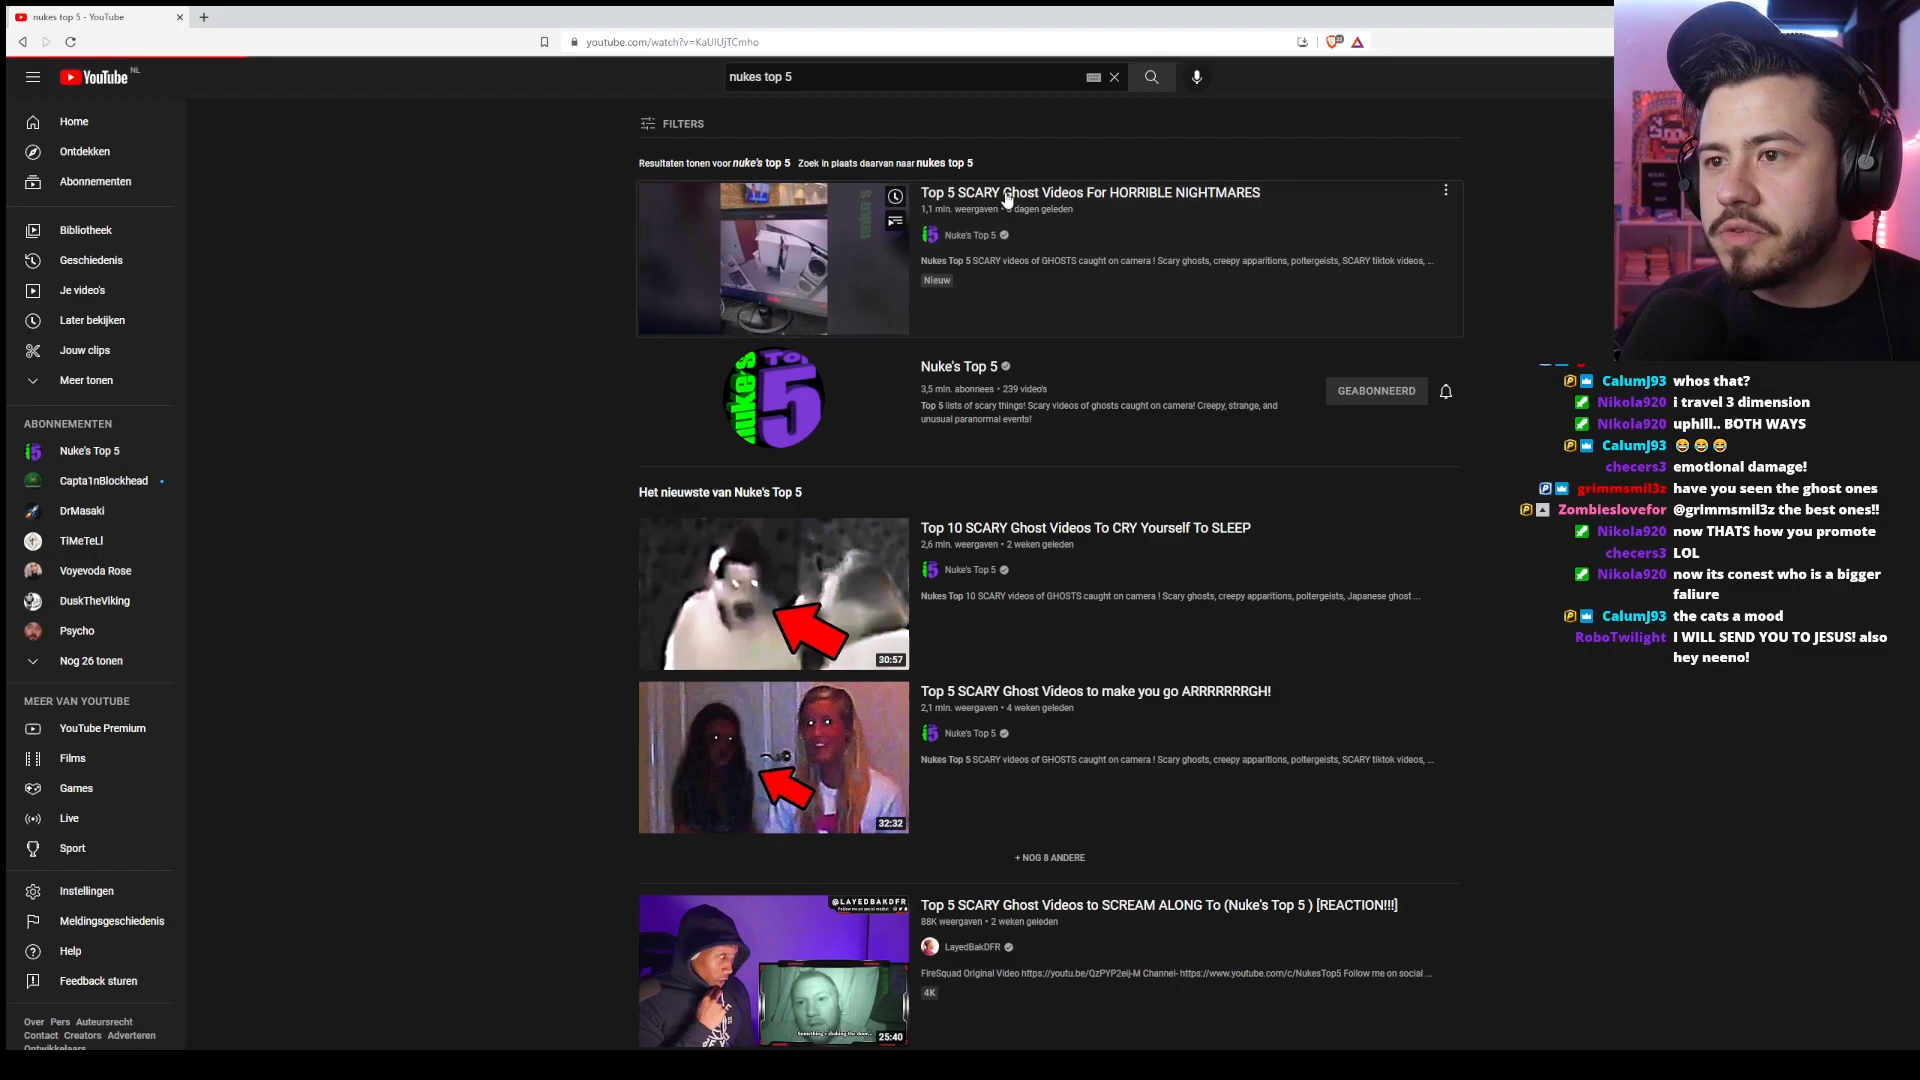 nukes top 5 - YouTube
youtube.com/watch?v=KaUlUjTCmho
YouTube NL
nukes top 5
Home
Ontdekken
Abonnementen
Bibliotheek
Geschiedenis
Je video's
Later bekijken
Jouw clips
Meer tonen
ABONNEMENTEN
Nuke's Top 5
Capta1nBlockhead
DrMasaki
TiMeTeLl
Voyevoda Rose
DuskTheViking
Psycho
Nog 26 tonen
MEER VAN YOUTUBE
YouTube Premium
Films
Games
Live
Sport
Instellingen
Meldingsgeschiedenis
Help
Feedback sturen
Over Pers Auteursrecht
Contact Creators Adverteren
Ontwikkelaars
FILTERS
Resultaten tonen voor nuke's top 5 Zoek in plaats daarvan naar nukes top 5
nuke's
Top 5 SCARY Ghost Videos For HORRIBLE NIGHTMARES
1,1 mln. weergaven • dagen geleden
Nuke's Top 5
Nukes Top 5 SCARY videos of GHOSTS caught on camera ! Scary ghosts, creepy apparitions, poltergeists, SCARY tiktok videos, ...
Nieuw
nuke's TOP 5
Nuke's Top 5
3,5 mln. abonnees • 239 video's
Top 5 lists of scary things! Scary videos of ghosts caught on camera! Creepy, strange, and
unusual paranormal events!
GEABONNEERD
Het nieuwste van Nuke's Top 5
30:57
Top 10 SCARY Ghost Videos To CRY Yourself To SLEEP
2,6 mln. weergaven • 2 weken geleden
Nuke's Top 5
Nukes Top 10 SCARY videos of GHOSTS caught on camera ! Scary ghosts, creepy apparitions, poltergeists, Japanese ghost ...
32:32
Top 5 SCARY Ghost Videos to make you go ARRRRRRRGH!
2,1 mln. weergaven • 4 weken geleden
Nuke's Top 5
Nukes Top 5 SCARY videos of GHOSTS caught on camera ! Scary ghosts, creepy apparitions, poltergeists, SCARY tiktok videos, ...
+ NOG 8 ANDERE
@LAYEDBAKDFR
Something's shaking the door...
25:40
Top 5 SCARY Ghost Videos to SCREAM ALONG To (Nuke's Top 5 ) [REACTION!!!]
88K weergaven • 2 weken geleden
LayedBakDFR
FireSquad Original Video https://youtu.be/QzPYP2eij-M Channel- https://www.youtube.com/c/NukesTop5 Follow me on social ...
4K
CalumJ93 whos that?
Nikola920 i travel 3 dimension
Nikola920 uphill.. BOTH WAYS
CalumJ93 😂 😂 😂
checers3 emotional damage!
grimmsmil3z have you seen the ghost ones
Zombieslovefor @grimmsmil3z the best ones!!
Nikola920 now THATS how you promote
checers3 LOL
Nikola920 now its conest who is a bigger
faliure
CalumJ93 the cats a mood
RoboTwilight I WILL SEND YOU TO JESUS! also
hey neeno!